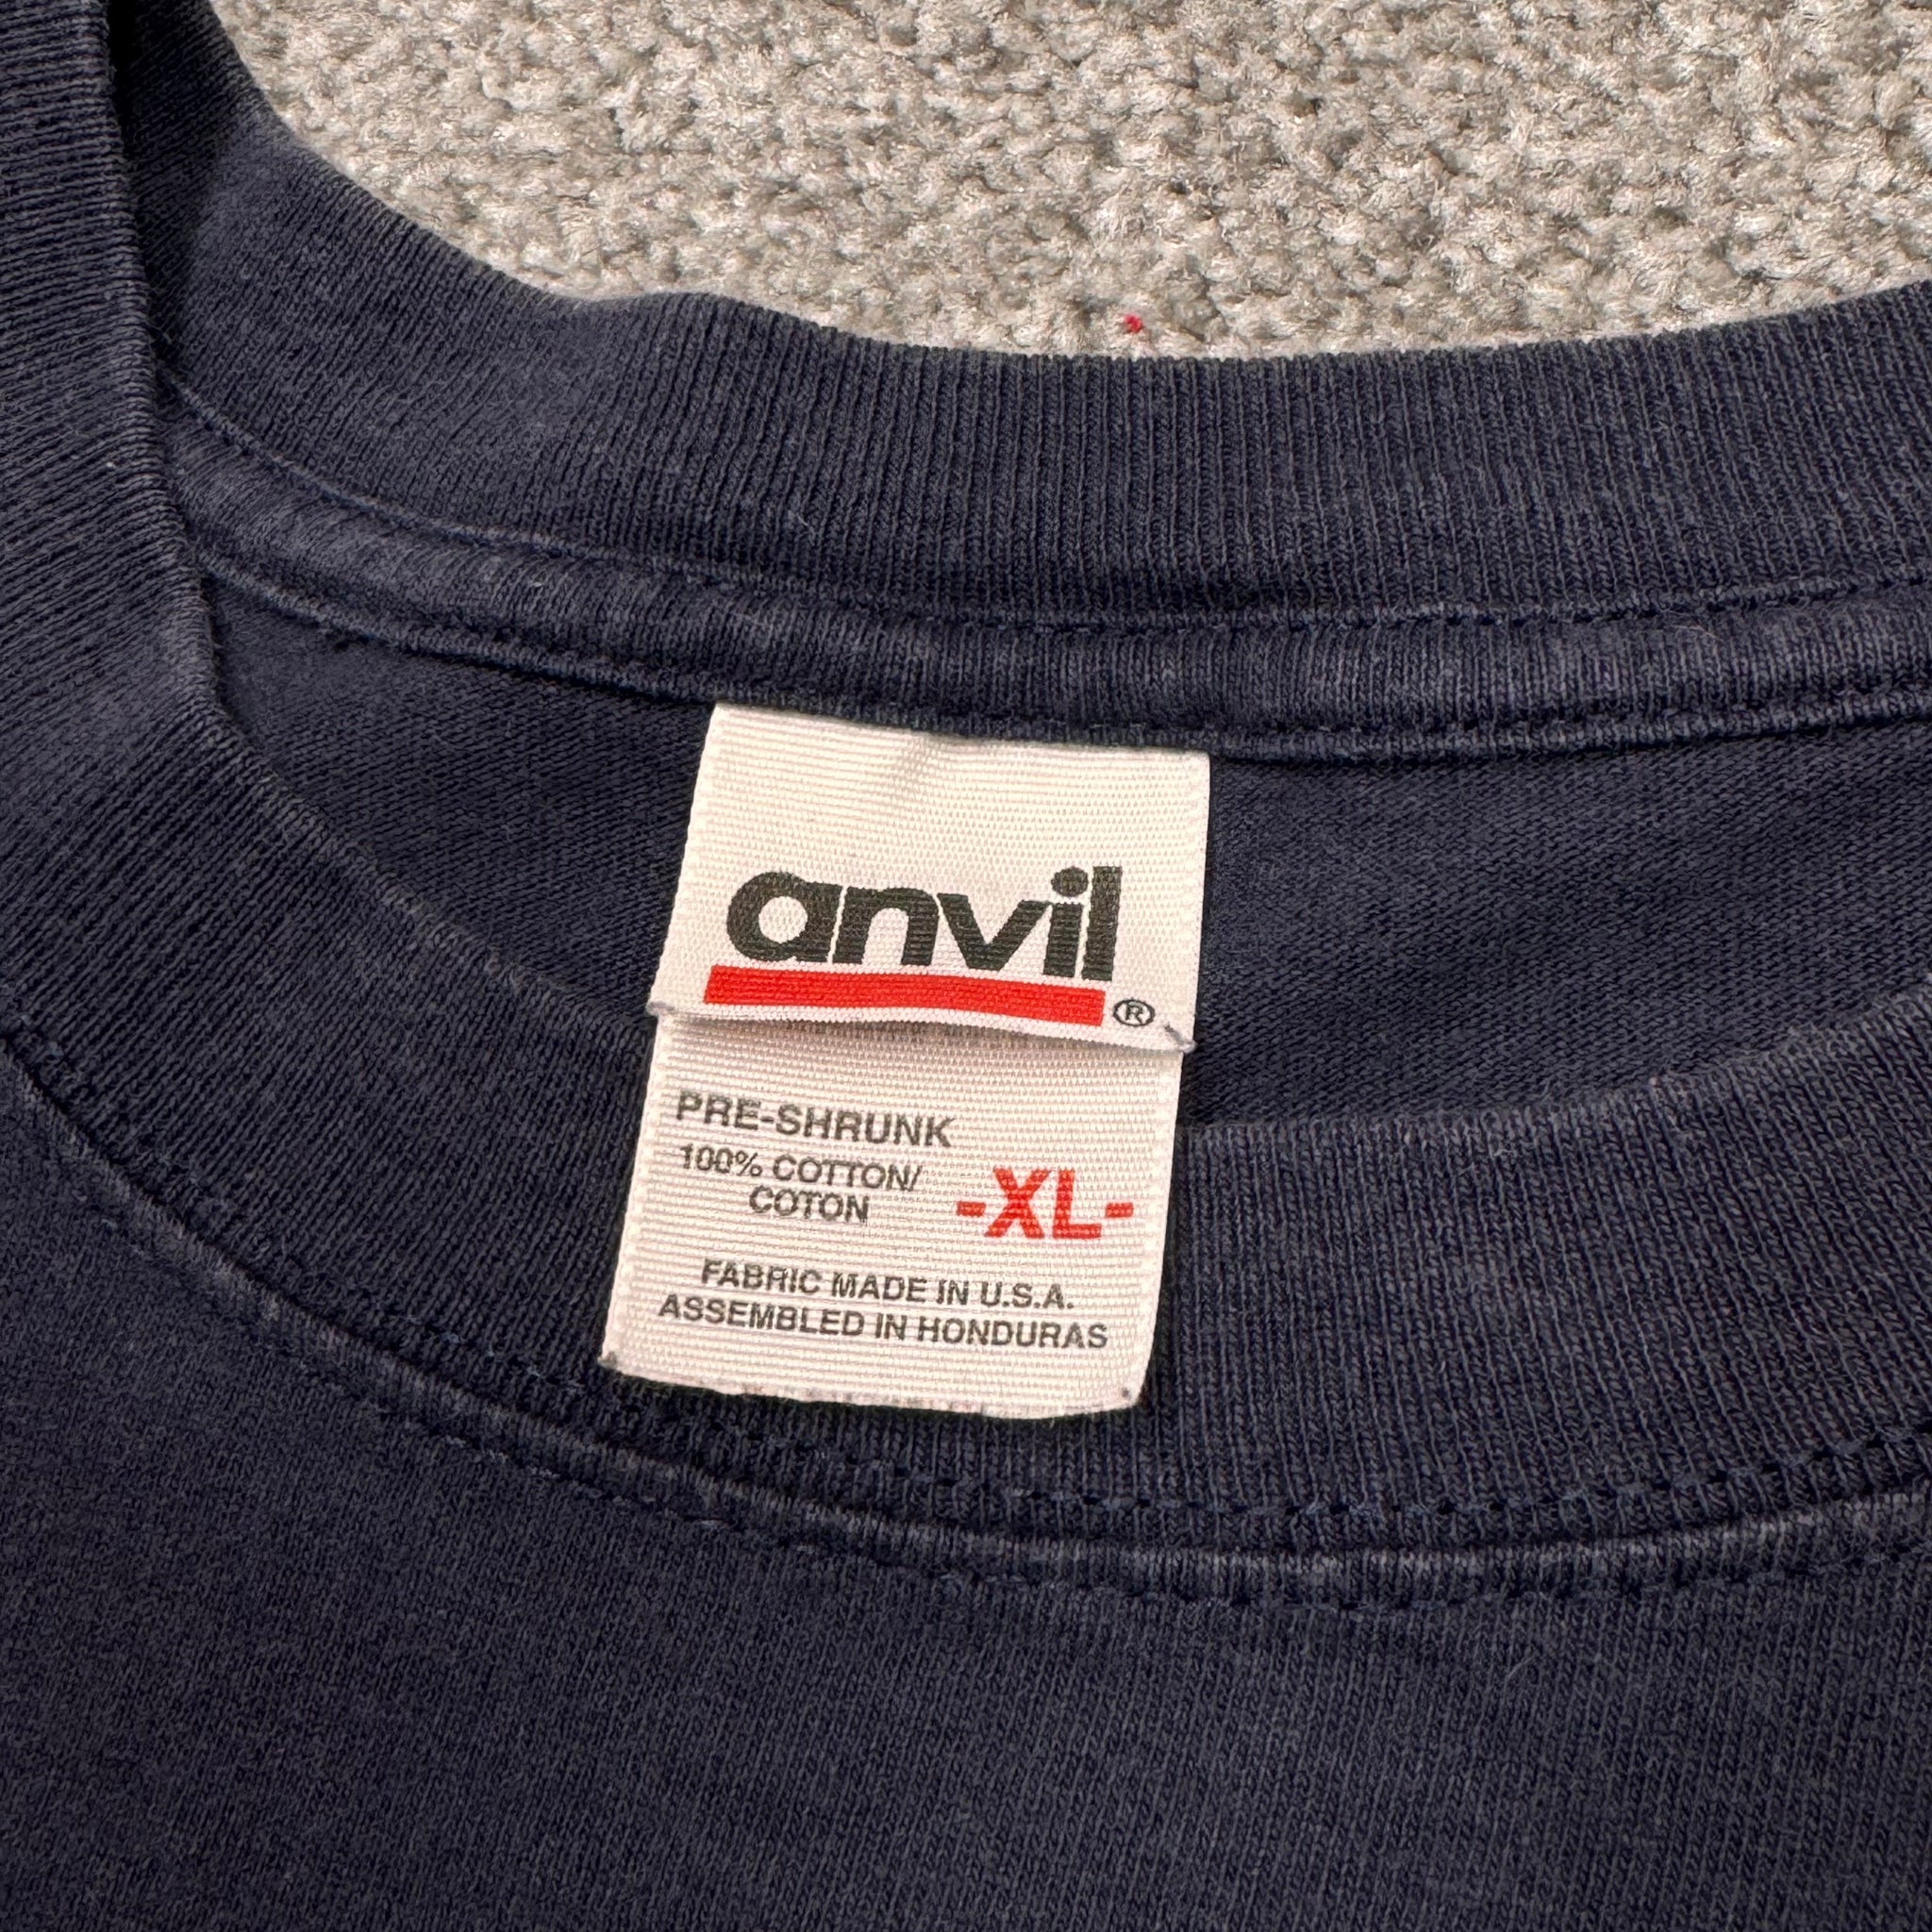 anvil
®
PRE-SHRUNK
100% COTTON/
COTON
-XL-
FABRIC MADE IN U.S.A.
ASSEMBLED IN HONDURAS